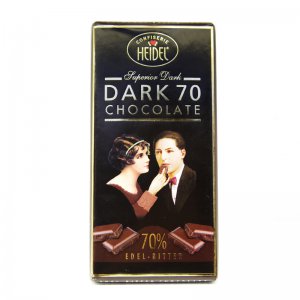 CONFISERIE
HEIDEL
Superior Dark
DARK 70
CHOCOLATE
70%
EDEL-BITTER